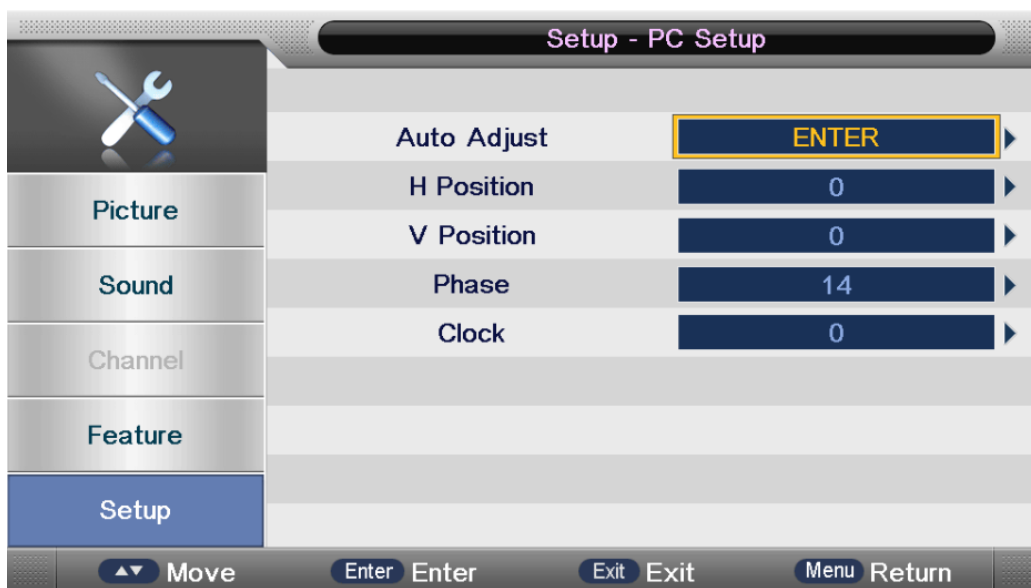 Setup - PC Setup
Picture
Sound
Channel
Feature
Setup
Auto Adjust ENTER
H Position 0
V Position 0
Phase 14
Clock 0
Move Enter Enter Exit Exit Menu Return